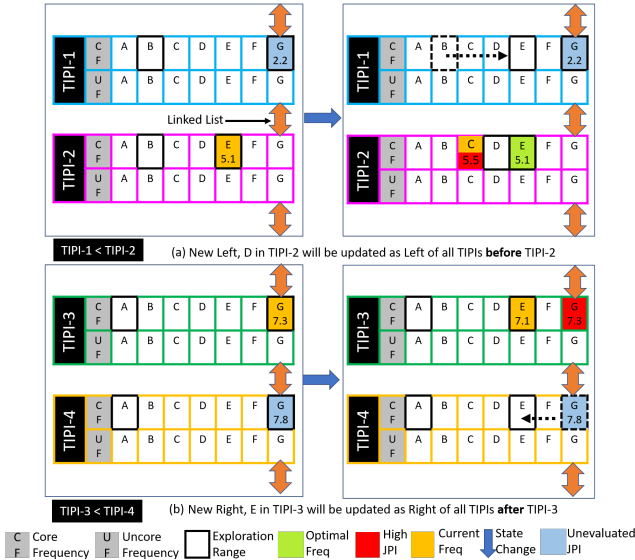 (a)
TIPI-1
C F A B C D E F G 2.2
U F A B C D E F G
Linked List
TIPI-2
C F A B C D E 5.1 F G
U F A B C D E F G
TIPI-1
C F A B C D E F G 2.2
U F A B C D E F G
TIPI-2
C F A B C 5.5 D E 5.1 F G
U F A B C D E F G
TIPI-1 < TIPI-2
(a) New Left, D in TIPI-2 will be updated as Left of all TIPIs before TIPI-2
TIPI-3
C F A B C D E F G 7.3
U F A B C D E F G
TIPI-4
C F A B C D E F G 7.8
U F A B C D E F G
TIPI-3
C F A B C D E 7.1 F G 7.3
U F A B C D E F G
TIPI-4
C F A B C D E F G 7.8
U F A B C D E F G
TIPI-3 < TIPI-4
(b) New Right, E in TIPI-3 will be updated as Right of all TIPIs after TIPI-3
C F Core Frequency
U F Uncore Frequency
Exploration Range
Optimal Freq
High JPI
Current Freq
State Change
Unevaluated JPI